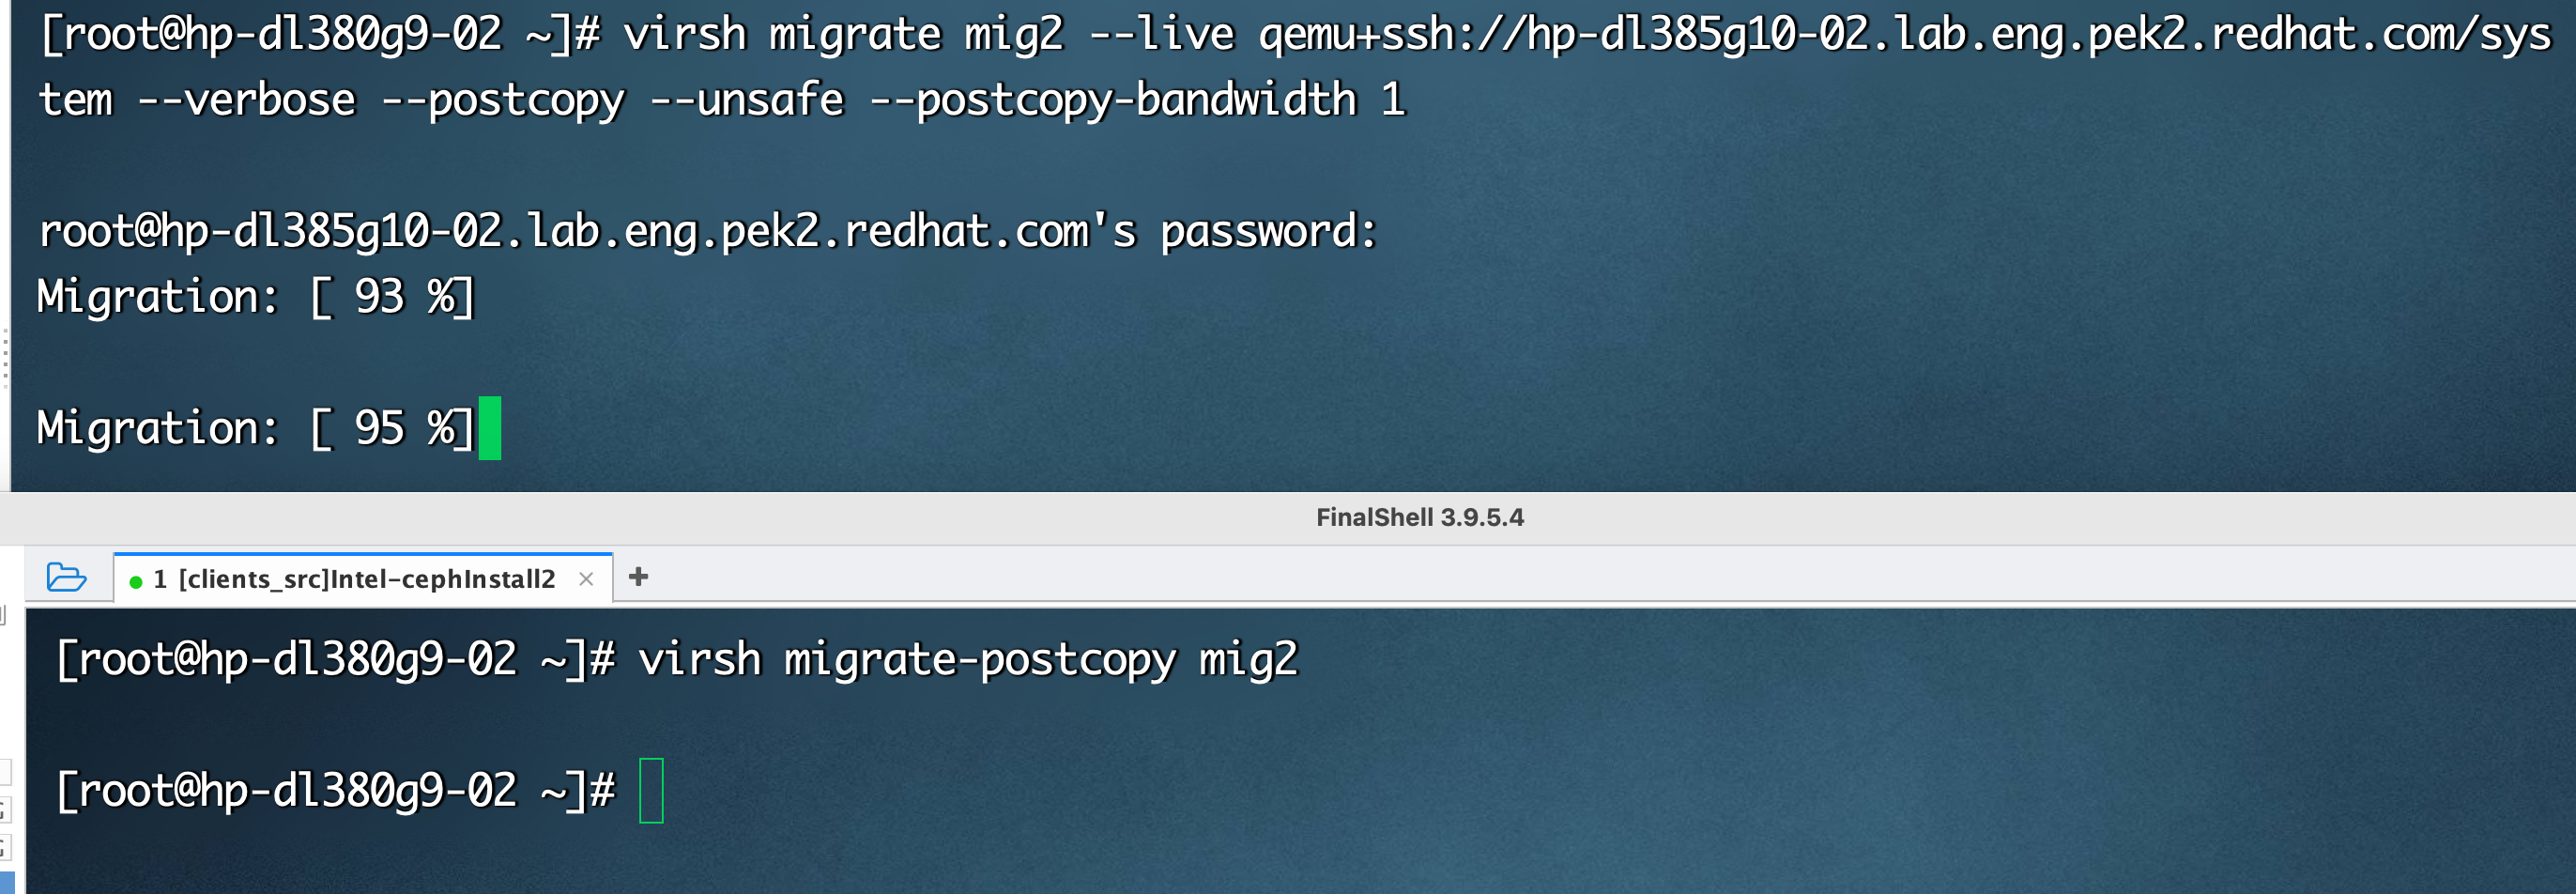 [root@hp-dl380g9-02 ~]# virsh migrate mig2 --live qemu+ssh://hp-dl385g10-02.lab.eng.pek2.redhat.com/sys
tem --verbose --postcopy --unsafe --postcopy-bandwidth 1
root@hp-dl385g10-02.lab.eng.pek2.redhat.com's password:
Migration: [ 93 %]
Migration: [ 95 %]
FinalShell 3.9.5.4
1 [clients_src]Intel-cephInstall2 × +
[root@hp-dl380g9-02 ~]# virsh migrate-postcopy mig2
[root@hp-dl380g9-02 ~]#